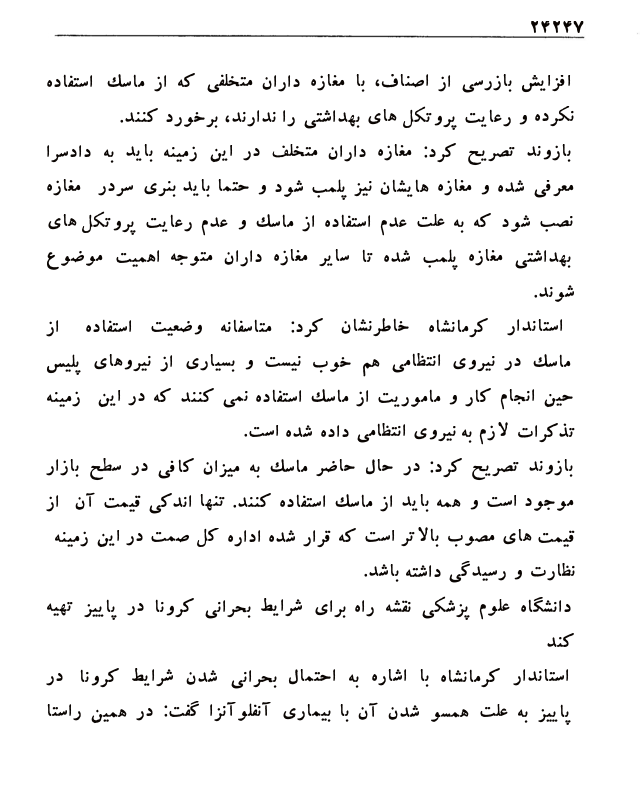 ۲۴۲۴۷
افزایش بازرسی از اصناف، با مغازه داران متخلفی که از ماسک استفاده
نکرده و رعایت پروتکل های بهداشتی را ندارند، برخورد کنند.
بازوند تصریح کرد: مغازه داران متخلف در این زمینه باید به دادسرا
معرفی شده و مغازه هایشان نیز پلمب شود و حتما باید بنری سردر مغازه
نصب شود که به علت عدم استفاده از ماسک و عدم رعایت پروتکل های
بهداشتی مغازه پلمب شده تا سایر مغازه داران متوجه اهمیت موضوع
شوند.
استاندار کرمانشاه خاطرنشان کرد: متاسفانه وضعیت استفاده از
ماسک در نیروی انتظامی هم خوب نیست و بسیاری از نیروهای پلیس
حین انجام کار و ماموریت از ماسک استفاده نمی کنند که در این زمینه
تذکرات لازم به نیروی انتظامی داده شده است.
بازوند تصریح کرد: در حال حاضر ماسک به میزان کافی در سطح بازار
موجود است و همه باید از ماسک استفاده کنند. تنها اندکی قیمت آن از
قیمت های مصوب بالاتر است که قرار شده اداره کل صمت در این زمینه
نظارت و رسیدگی داشته باشد.
دانشگاه علوم پزشکی نقشه راه برای شرایط بحرانی کرونا در پاییز تهیه
کند
استاندار کرمانشاه با اشاره به احتمال بحرانی شدن شرایط کرونا در
پاییز به علت همسو شدن آن با بیماری آنفلوآنزا گفت: در همین راستا